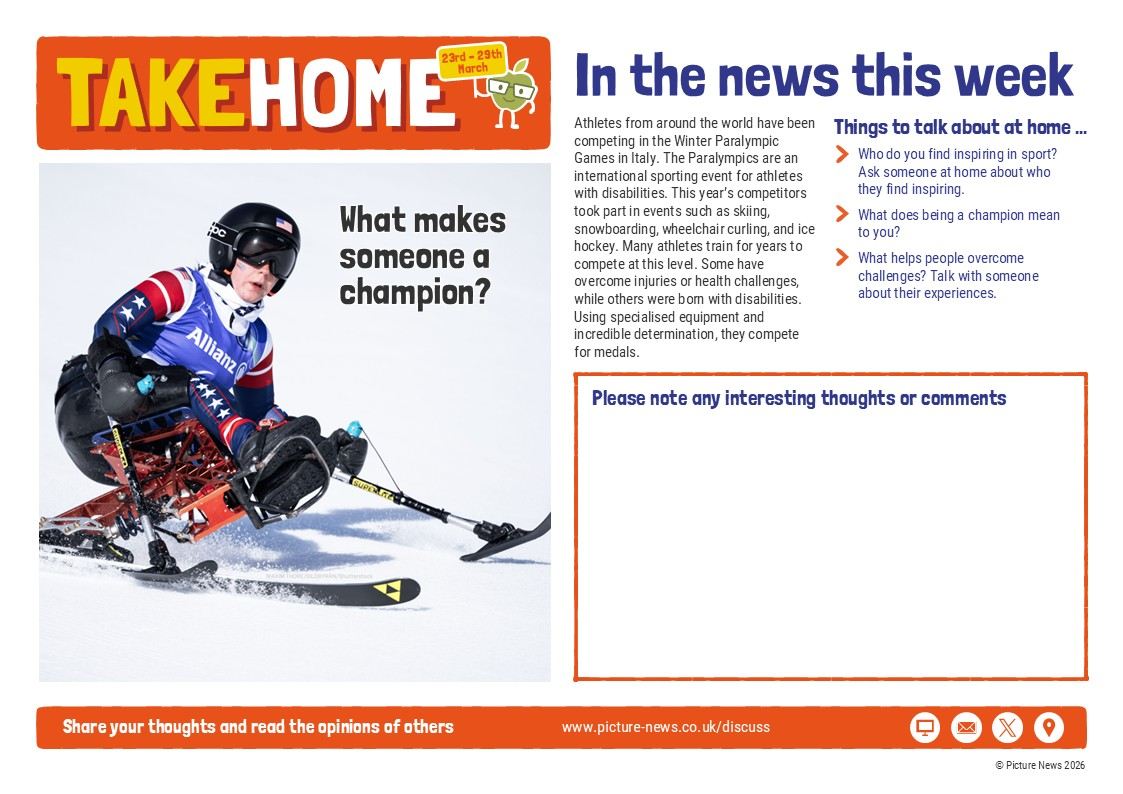 TAKEHOME
23rd - 29th
March
What makes
someone a
champion?
Allianz
SUPERLITE
In the news this week
Athletes from around the world have been
competing in the Winter Paralympic
Games in Italy. The Paralympics are an
international sporting event for athletes
with disabilities. This year's competitors
took part in events such as skiing,
snowboarding, wheelchair curling, and ice
hockey. Many athletes train for years to
compete at this level. Some have
overcome injuries or health challenges,
while others were born with disabilities.
Using specialised equipment and
incredible determination, they compete
for medals.
Things to talk about at home ...
Who do you find inspiring in sport?
Ask someone at home about who
they find inspiring.
What does being a champion mean
to you?
What helps people overcome
challenges? Talk with someone
about their experiences.
Please note any interesting thoughts or comments
Share your thoughts and read the opinions of others
www.picture-news.co.uk/discuss
© Picture News 2026